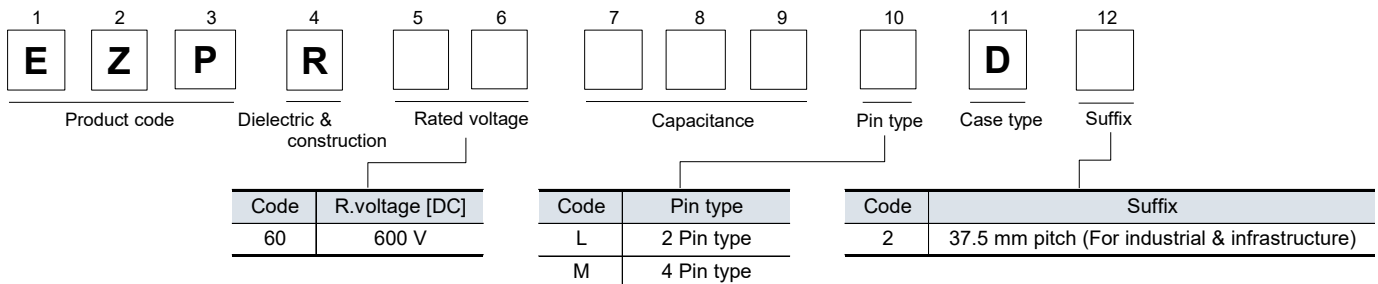 1 2 3 4 5 6 7 8 9 10 11 12
E Z P R D
Product code Dielectric & construction Rated voltage Capacitance Pin type Case type Suffix
Code R.voltage [DC]
60 600 V
Code Pin type
L 2 Pin type
M 4 Pin type
Code Suffix
2 37.5 mm pitch (For industrial & infrastructure)